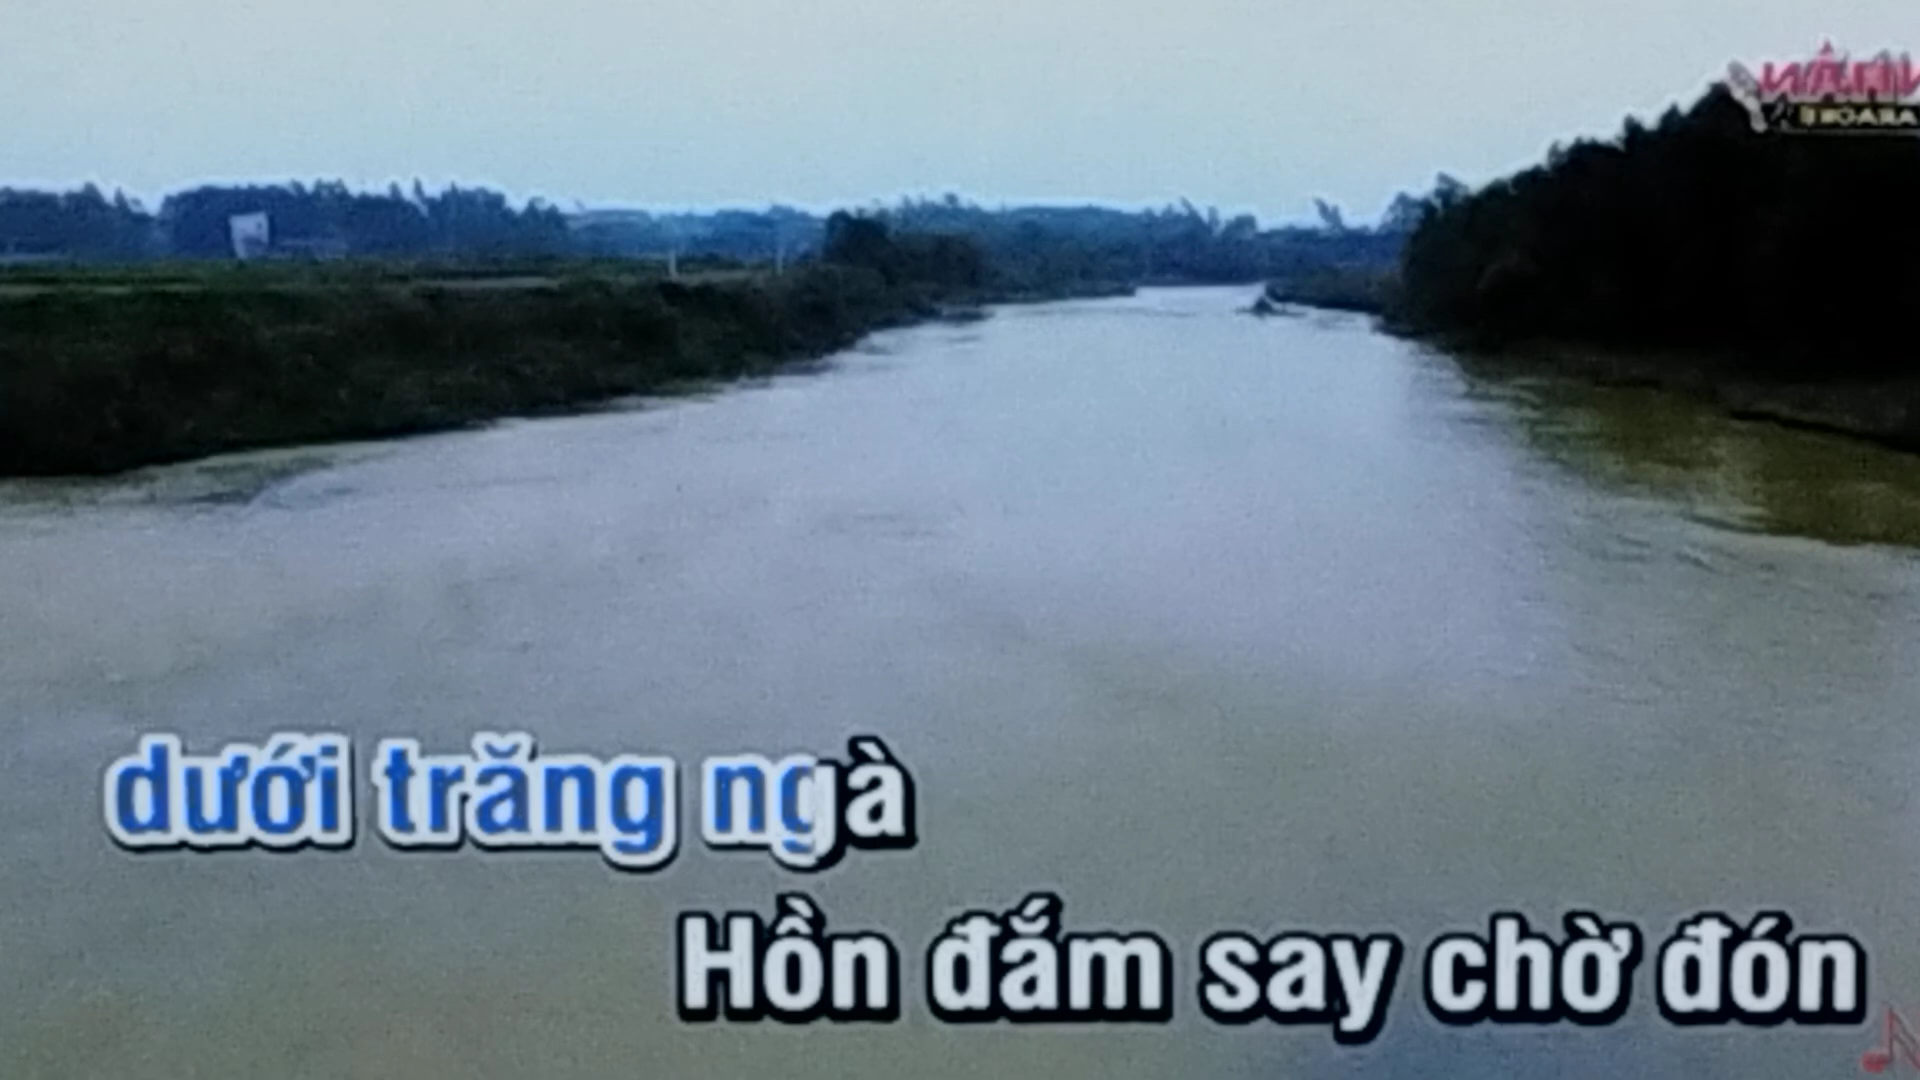 dưới trăng ngà
Hồn đắm say chờ đón